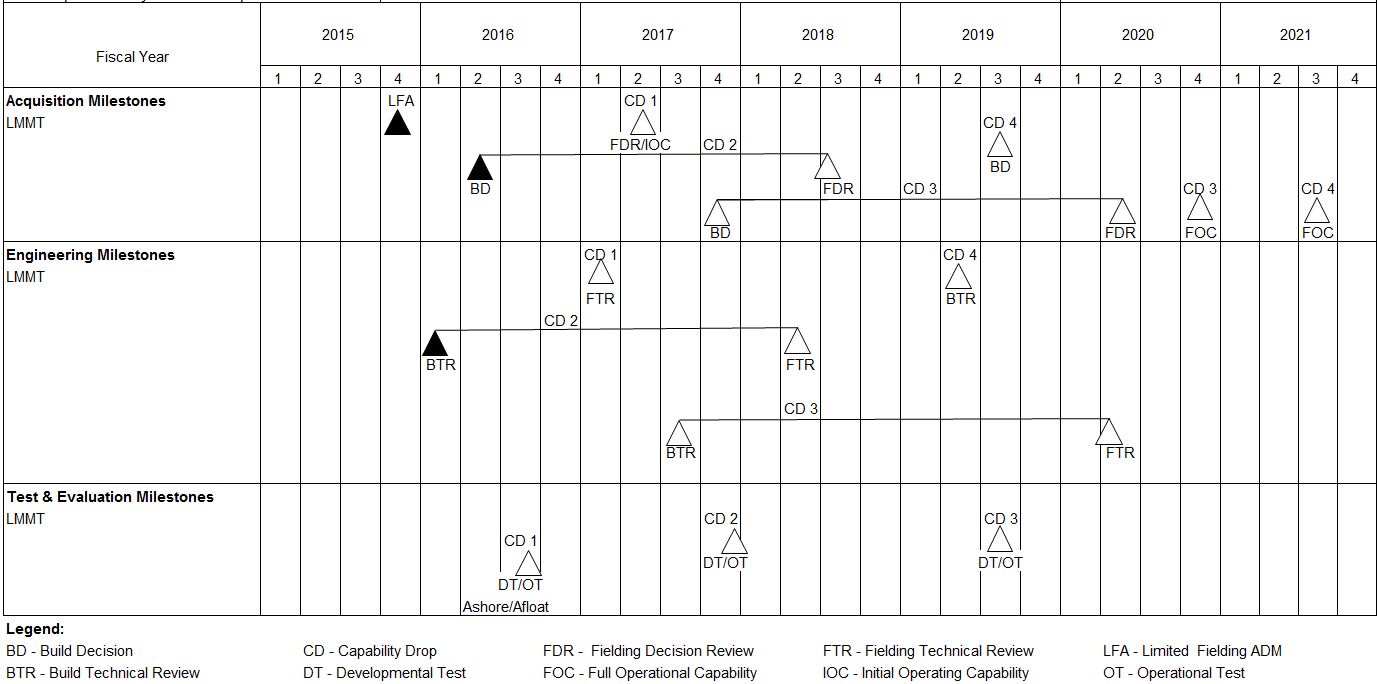 2015 2016 2017 2018 2019 2020 2021
Fiscal Year
1 2 3 4 1 2 3 4 1 2 3 4 1 2 3 4 1 2 3 4 1 2 3 4 1 2 3 4
Acquisition Milestones LFA CD 1
LMMT CD 4
FDR/IOC CD 2
BD
BD FDR CD 3 CD 3 CD 4
BD FDR FOC FOC
Engineering Milestones CD 1 CD 4
LMMT
FTR BTR
CD 2
BTR FTR
CD 3
BTR FTR
Test & Evaluation Milestones
LMMT CD 2 CD 3
CD 1
DT/OT DT/OT
DT/OT
Ashore/Afloat
Legend:
BD - Build Decision CD - Capability Drop FDR - Fielding Decision Review FTR - Fielding Technical Review LFA - Limited Fielding ADM
BTR - Build Technical Review DT - Developmental Test FOC - Full Operational Capability IOC - Initial Operating Capability OT - Operational Test